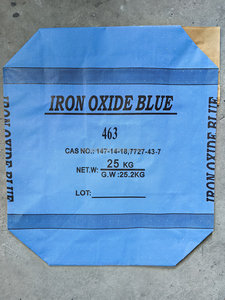 IRON OXIDE BLUE
463
CAS NO.: 147-14-18,7727-43-7
NET.W: 25 KG
G.W :25.2KG
LOT:
IRON OXIDE BLUE
IRON OXIDE BLUE